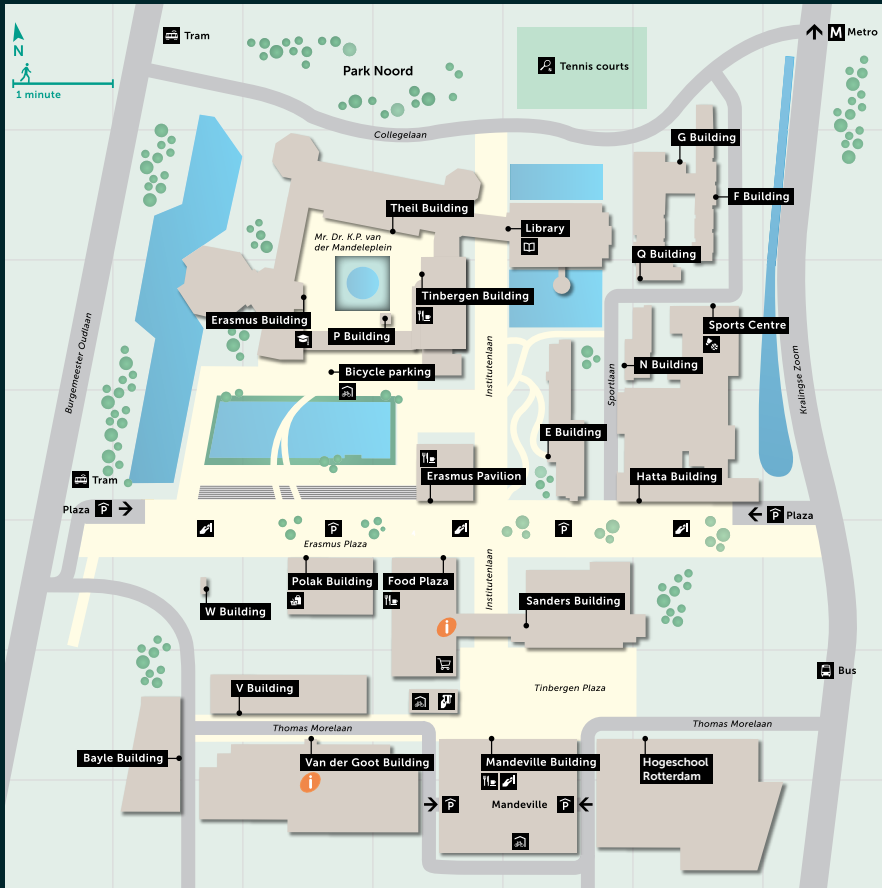 Tram
M Metro
N
1 minute
Park Noord
Tennis courts
Collegelaan
G Building
F Building
Theil Building
Library
Mr. Dr. K.P. van
der Mandeleplein
Q Building
Tinbergen Building
Erasmus Building
P Building
Sports Centre
N Building
Bicycle parking
Burgemeester Oudlaan
Institutenlaan
Sportlaan
Kralingse Zoom
E Building
Erasmus Pavilion
Hatta Building
Tram
Plaza P
P Plaza
P
P
Erasmus Plaza
Polak Building
Food Plaza
Institutenlaan
W Building
Sanders Building
i
Bus
V Building
Tinbergen Plaza
Thomas Morelaan
Thomas Morelaan
Bayle Building
Van der Goot Building
Mandeville Building
Hogeschool
Rotterdam
i
P
Mandeville
P